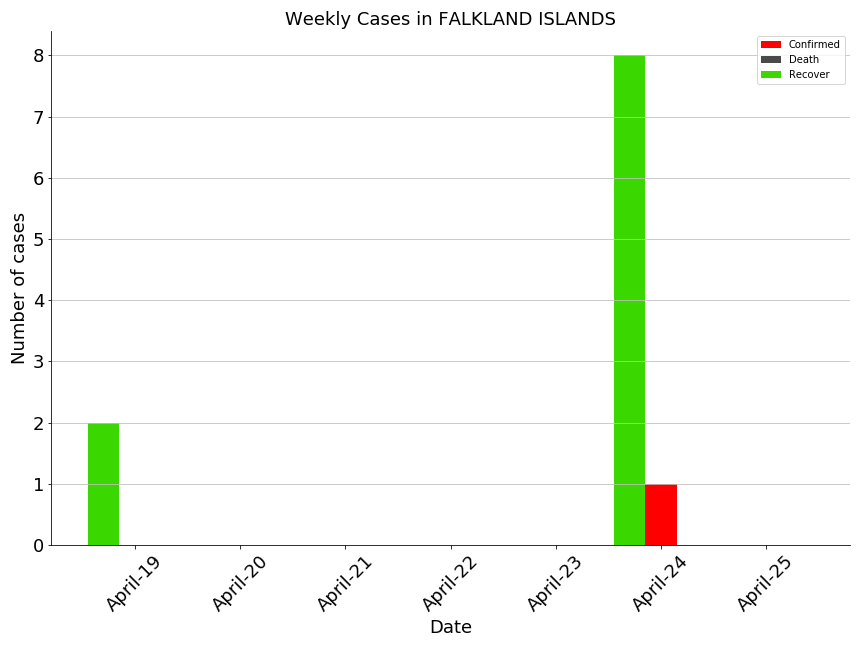 Weekly Cases in FALKLAND ISLANDS
Confirmed
Death
Recover
Number of cases
8
7
6
5
4
3
2
1
0
April-19
April-20
April-21
April-22
April-23
April-24
April-25
Date